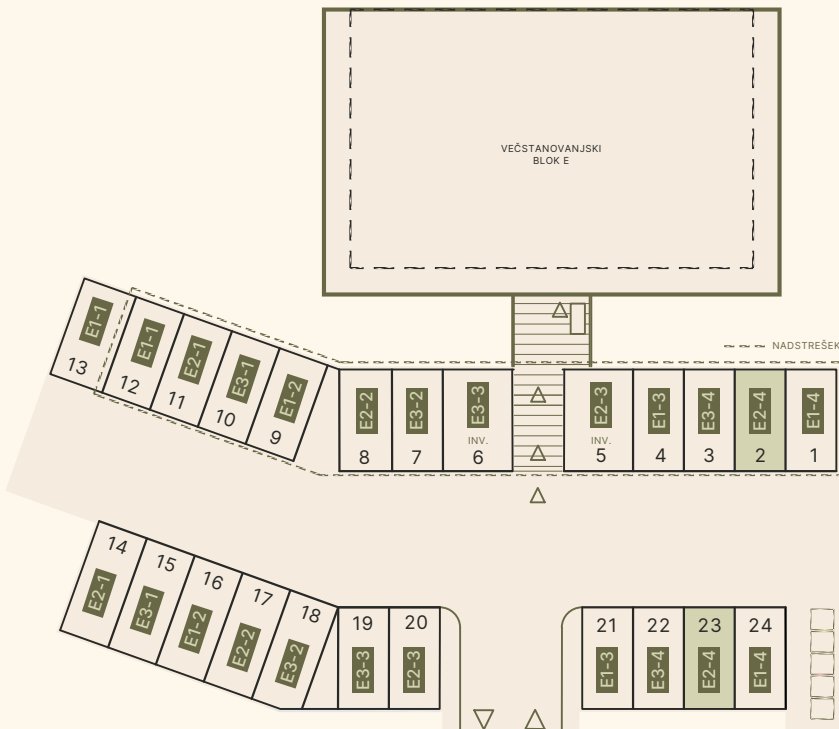 VEČSTANOVANJSKI
BLOK E
NADSTREŠEK
E1-1
13
E1-1
12
E2-1
11
E3-1
10
E1-2
9
E2-2
8
E3-2
7
E3-3
INV.
6
E2-3
INV.
5
E1-3
4
E3-4
3
E2-4
2
E1-4
1
14
E2-1
15
E3-1
16
E1-2
17
E2-2
18
E3-2
19
E3-3
20
E2-3
21
E1-3
22
E3-4
23
E2-4
24
E1-4